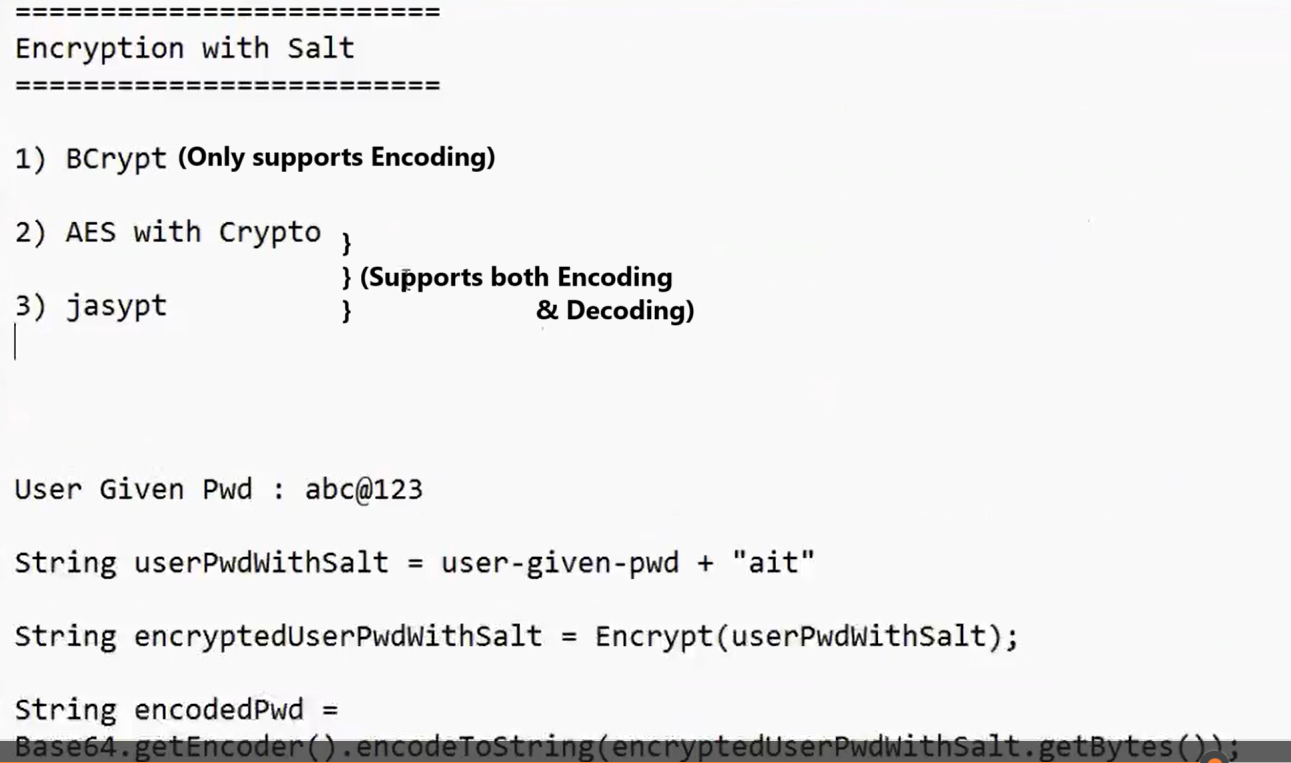 =========================
Encryption with Salt
=========================
1) BCrypt (Only supports Encoding)
2) AES with Crypto }
} (Supports both Encoding
3) jasypt } & Decoding)
User Given Pwd : abc@123
String userPwdWithSalt = user-given-pwd + "ait"
String encryptedUserPwdWithSalt = Encrypt(userPwdWithSalt);
String encodedPwd =
Base64.getEncoder().encodeToString(encryptedUserPwdWithSalt.getBytes());